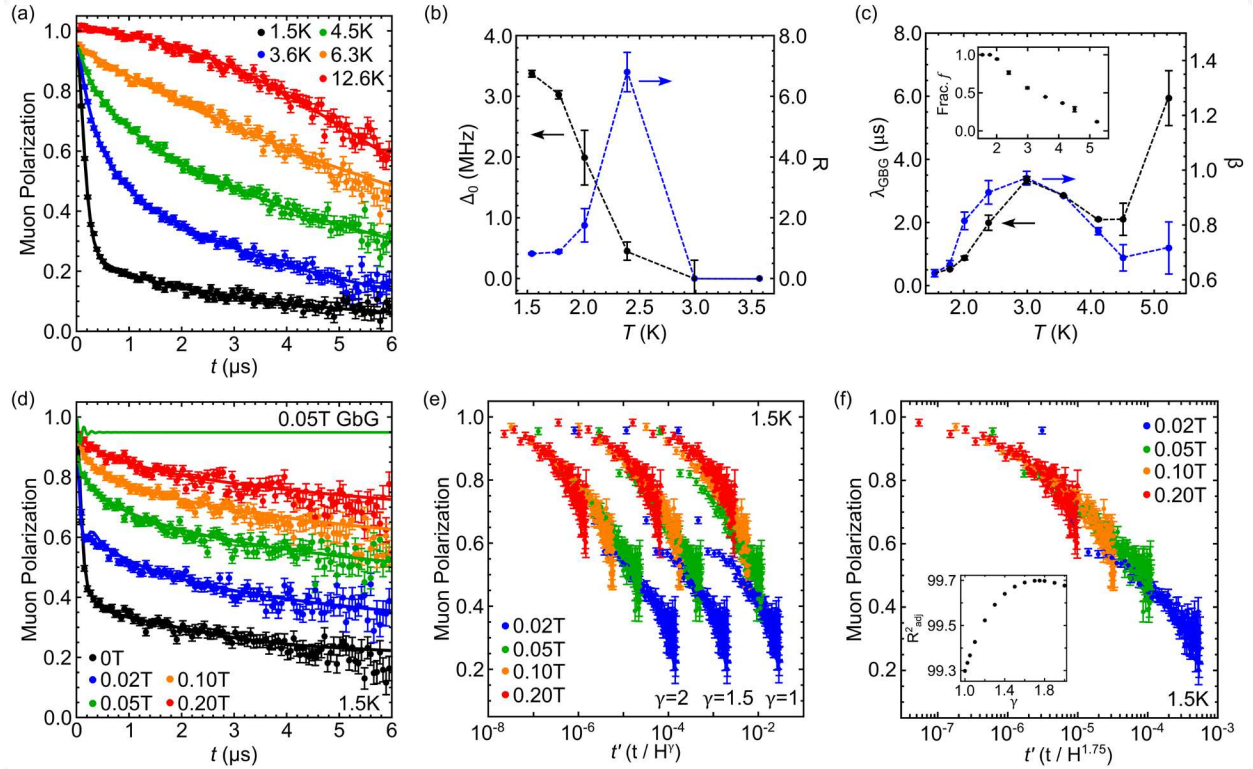 (a)
1.0
0.8
0.6
0.4
0.2
0.0
Muon Polarization
0 1 2 3 4 5 6
t (μs)
1.5K 4.5K
3.6K 6.3K
12.6K
(b)
4.0
3.0
2.0
1.0
0.0
Δ0 (MHz)
8.0
6.0
4.0
2.0
0.0
R
1.5 2.0 2.5 3.0 3.5
T (K)
(c)
8.0
6.0
4.0
2.0
0.0
λGBG (μs)
1.4
1.2
1.0
0.8
0.6
β
2.0 3.0 4.0 5.0
T (K)
1.0
0.5
0.0
Frac. f
2 3 4 5
(d)
1.0
0.8
0.6
0.4
0.2
0.0
Muon Polarization
0 1 2 3 4 5 6
t (μs)
0.05T GbG
0T
0.02T 0.10T
0.05T 0.20T
1.5K
(e)
1.0
0.8
0.6
0.4
0.2
Muon Polarization
10-8 10-6 10-4 10-2
t′ (t / Hγ)
1.5K
0.02T
0.05T
0.10T
0.20T
γ=2 γ=1.5 γ=1
(f)
1.0
0.8
0.6
0.4
0.2
Muon Polarization
10-7 10-6 10-5 10-4 10-3
t′ (t / H1.75)
0.02T
0.05T
0.10T
0.20T
1.5K
99.7
99.5
99.3
R2adj
1.0 1.4 1.8
γ